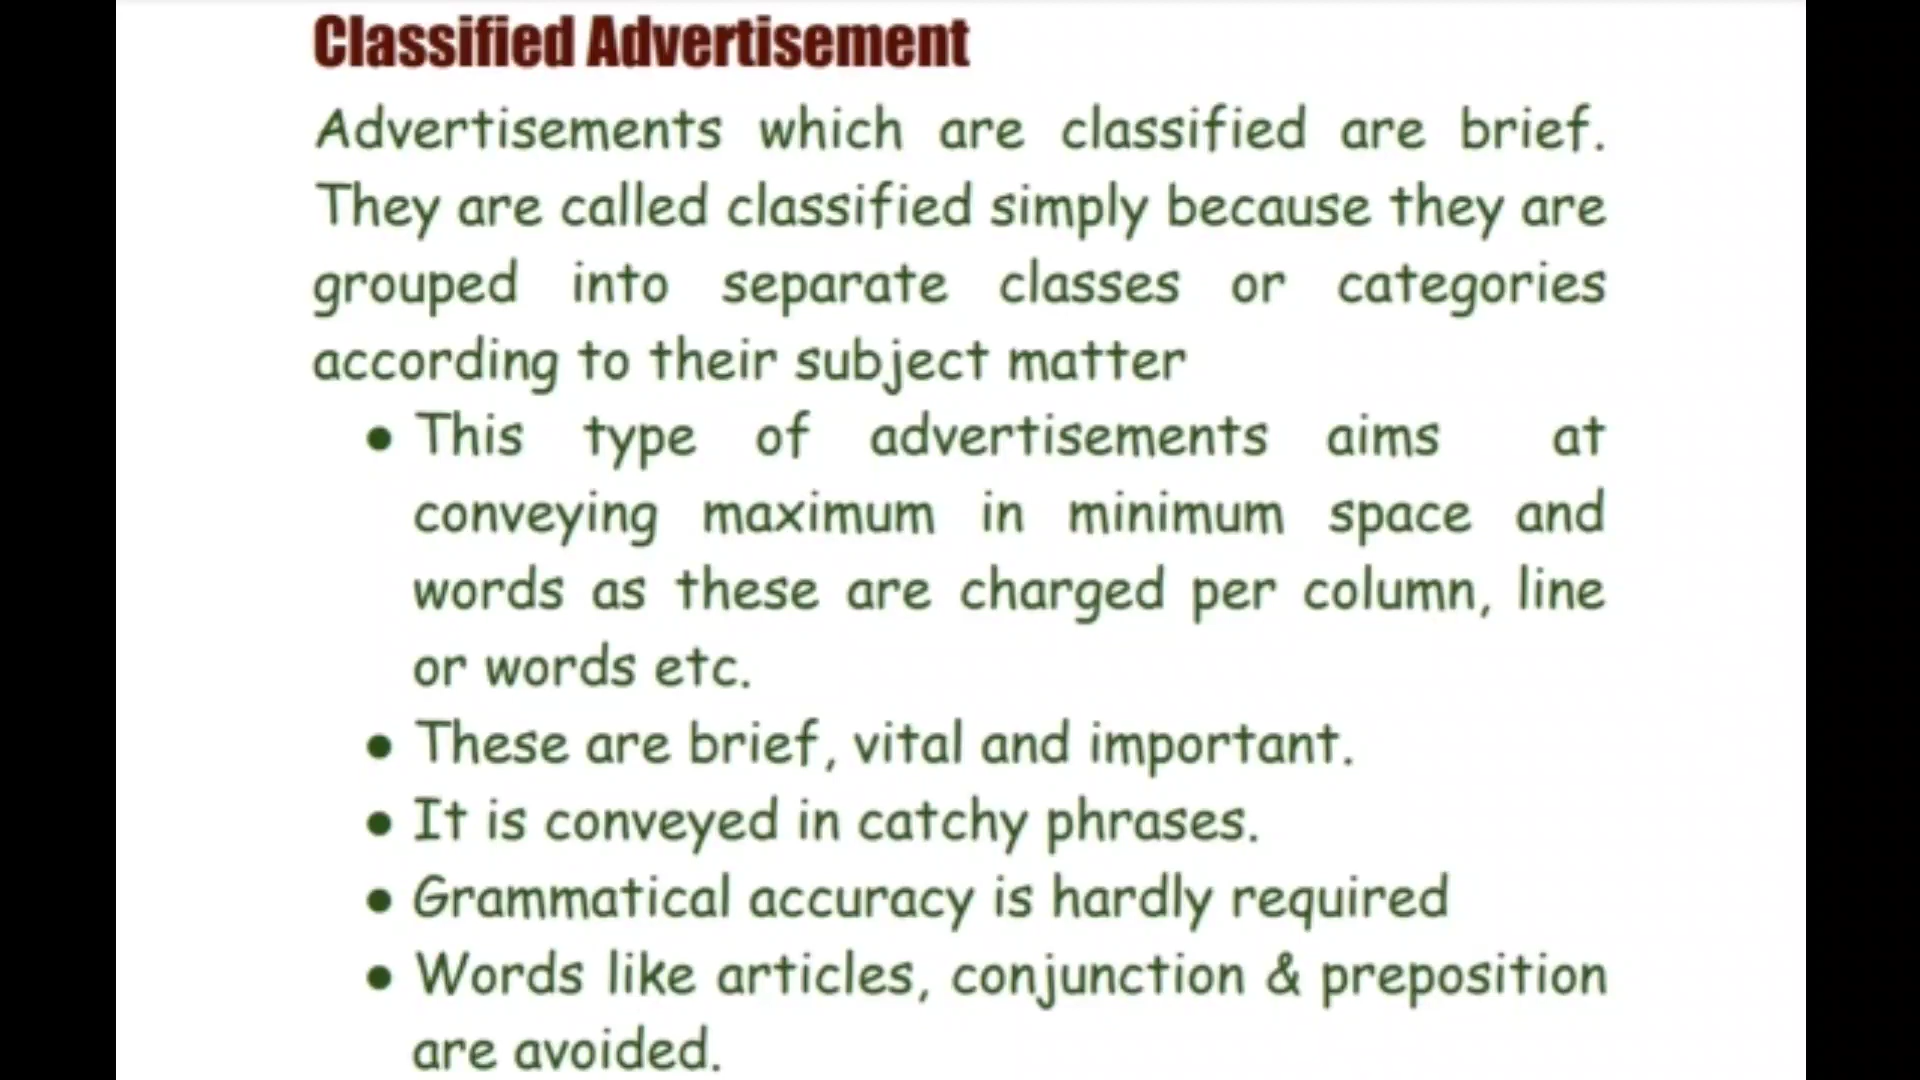 Classified Advertisement
Advertisements which are classified are brief.
They are called classified simply because they are
grouped into separate classes or categories
according to their subject matter
● This type of advertisements aims at
conveying maximum in minimum space and
words as these are charged per column, line
or words etc.
● These are brief, vital and important.
● It is conveyed in catchy phrases.
● Grammatical accuracy is hardly required
● Words like articles, conjunction & preposition
are avoided.